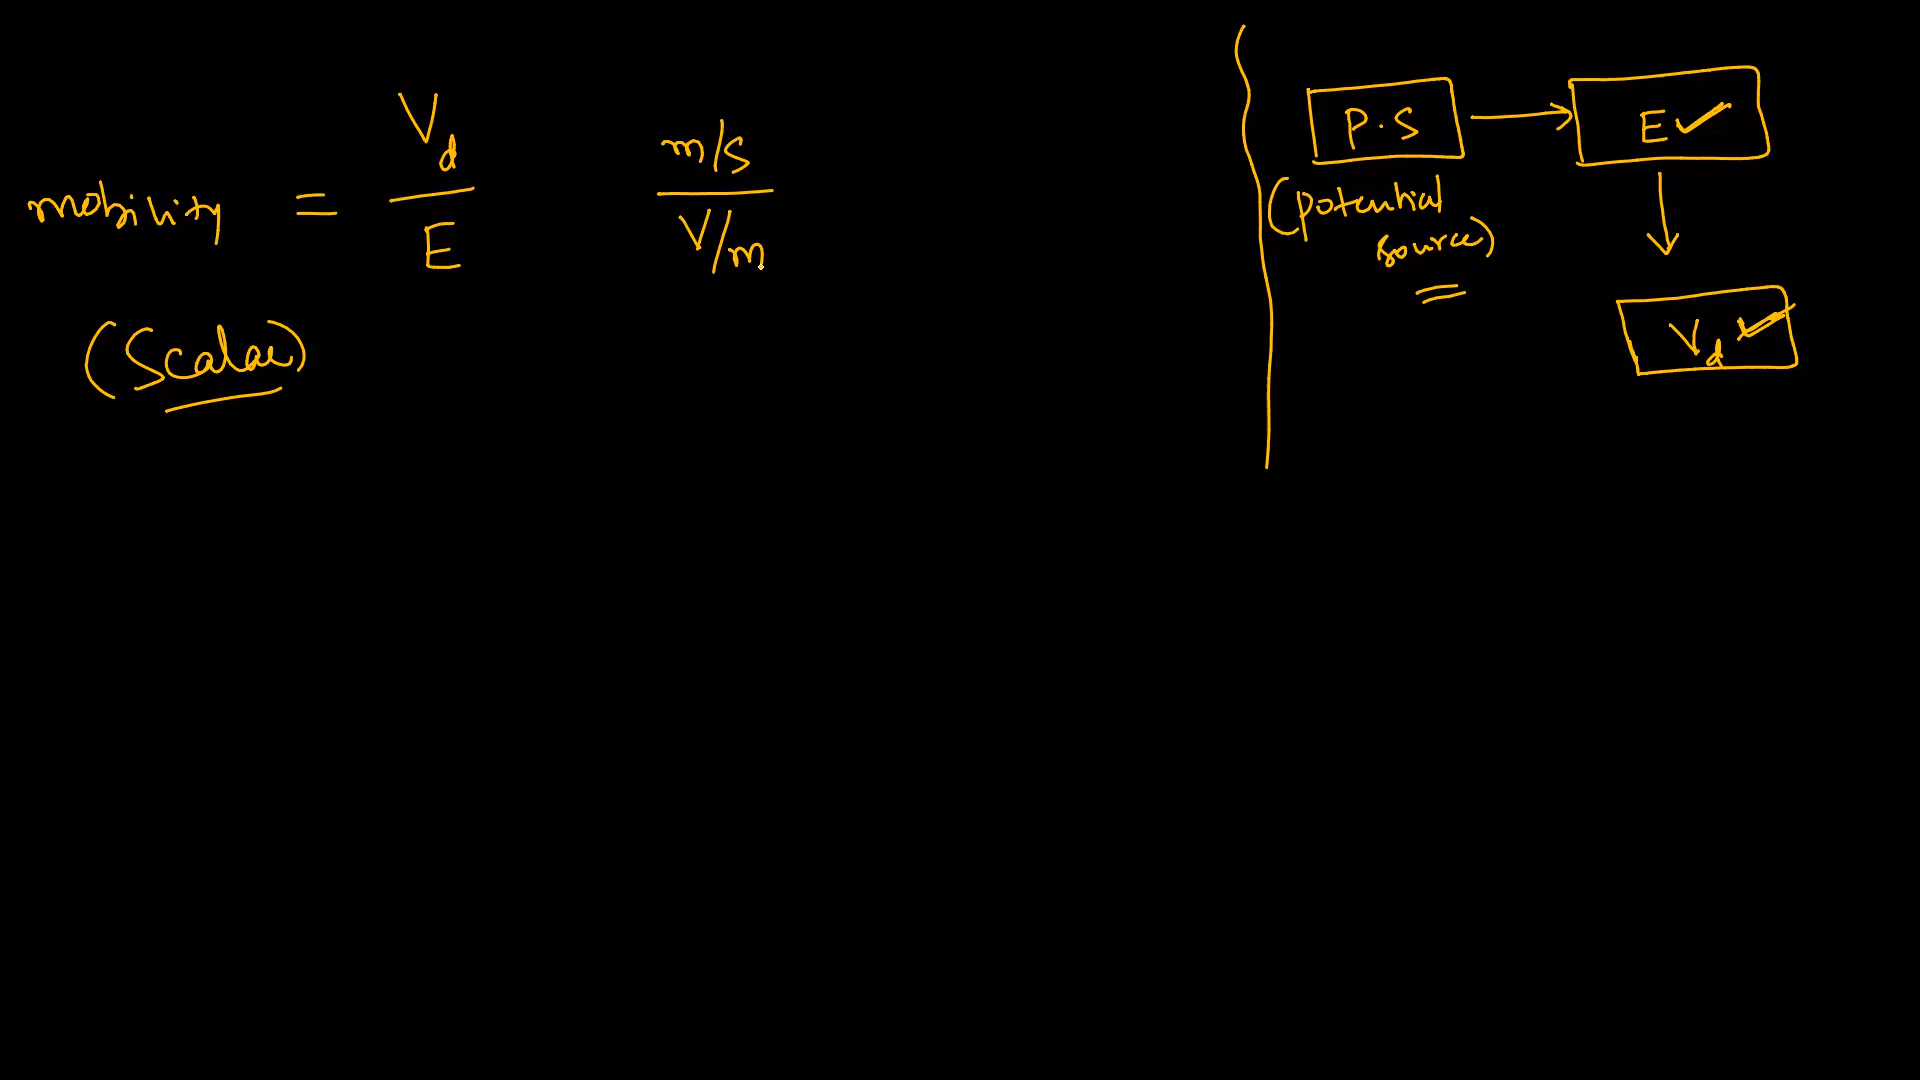 mobility = Vd / E    m/s / V/m
(Scalar)
P.S → E ✓
(potential
source)
Vd ✓